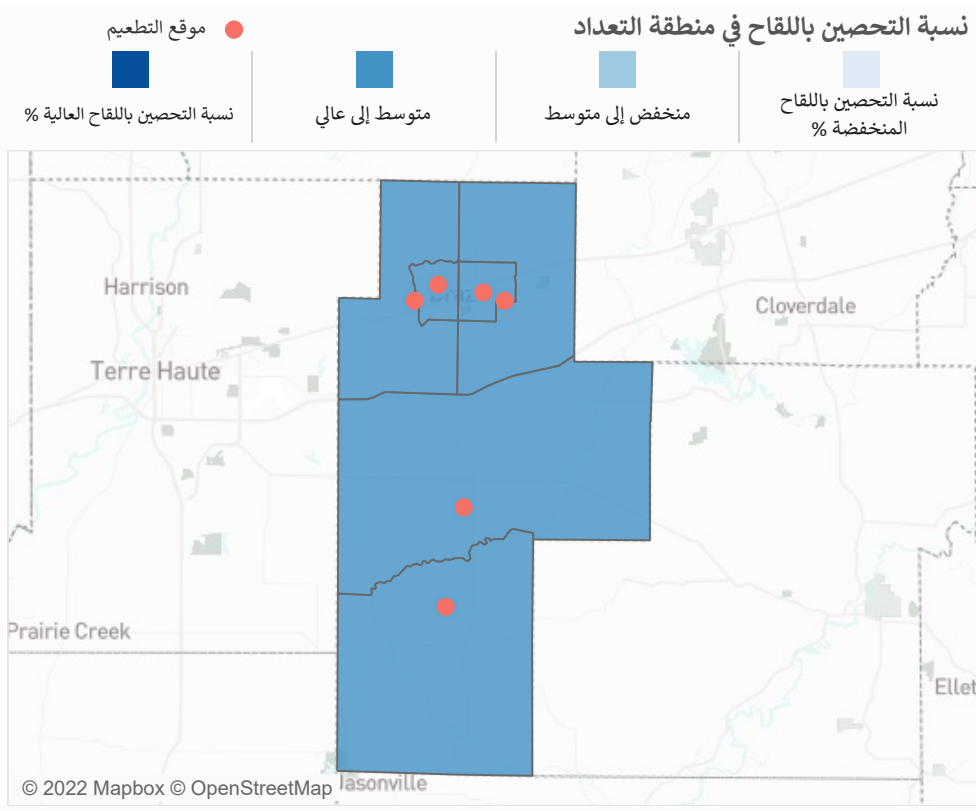 نسبة التحصين باللقاح في منطقة التعداد
موقع التطعيم
نسبة التحصين باللقاح
المنخفضة %
منخفض إلى متوسط
متوسط إلى عالي
نسبة التحصين باللقاح العالية %
Harrison
Cloverdale
Terre Haute
Prairie Creek
Ellet
© 2022 Mapbox © OpenStreetMap